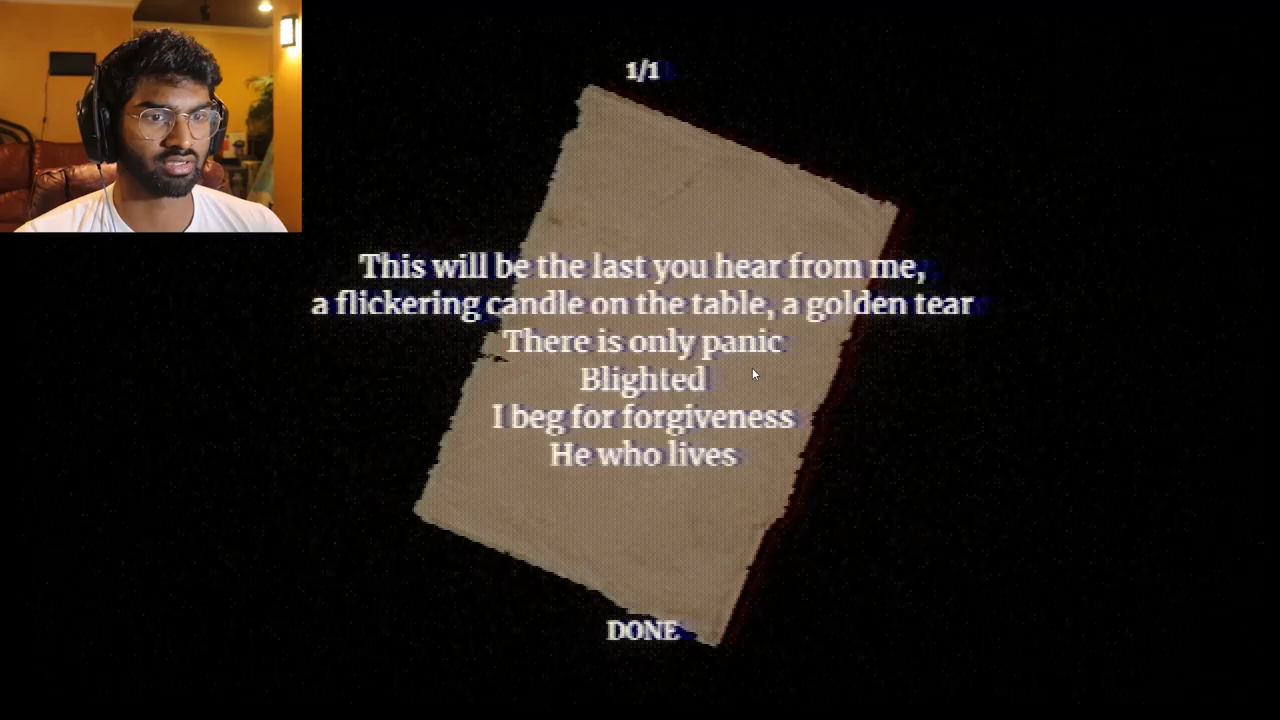 1/1
This will be the last you hear from me,
a flickering candle on the table, a golden tear
There is only panic
Blighted
I beg for forgiveness
He who lives
DONE